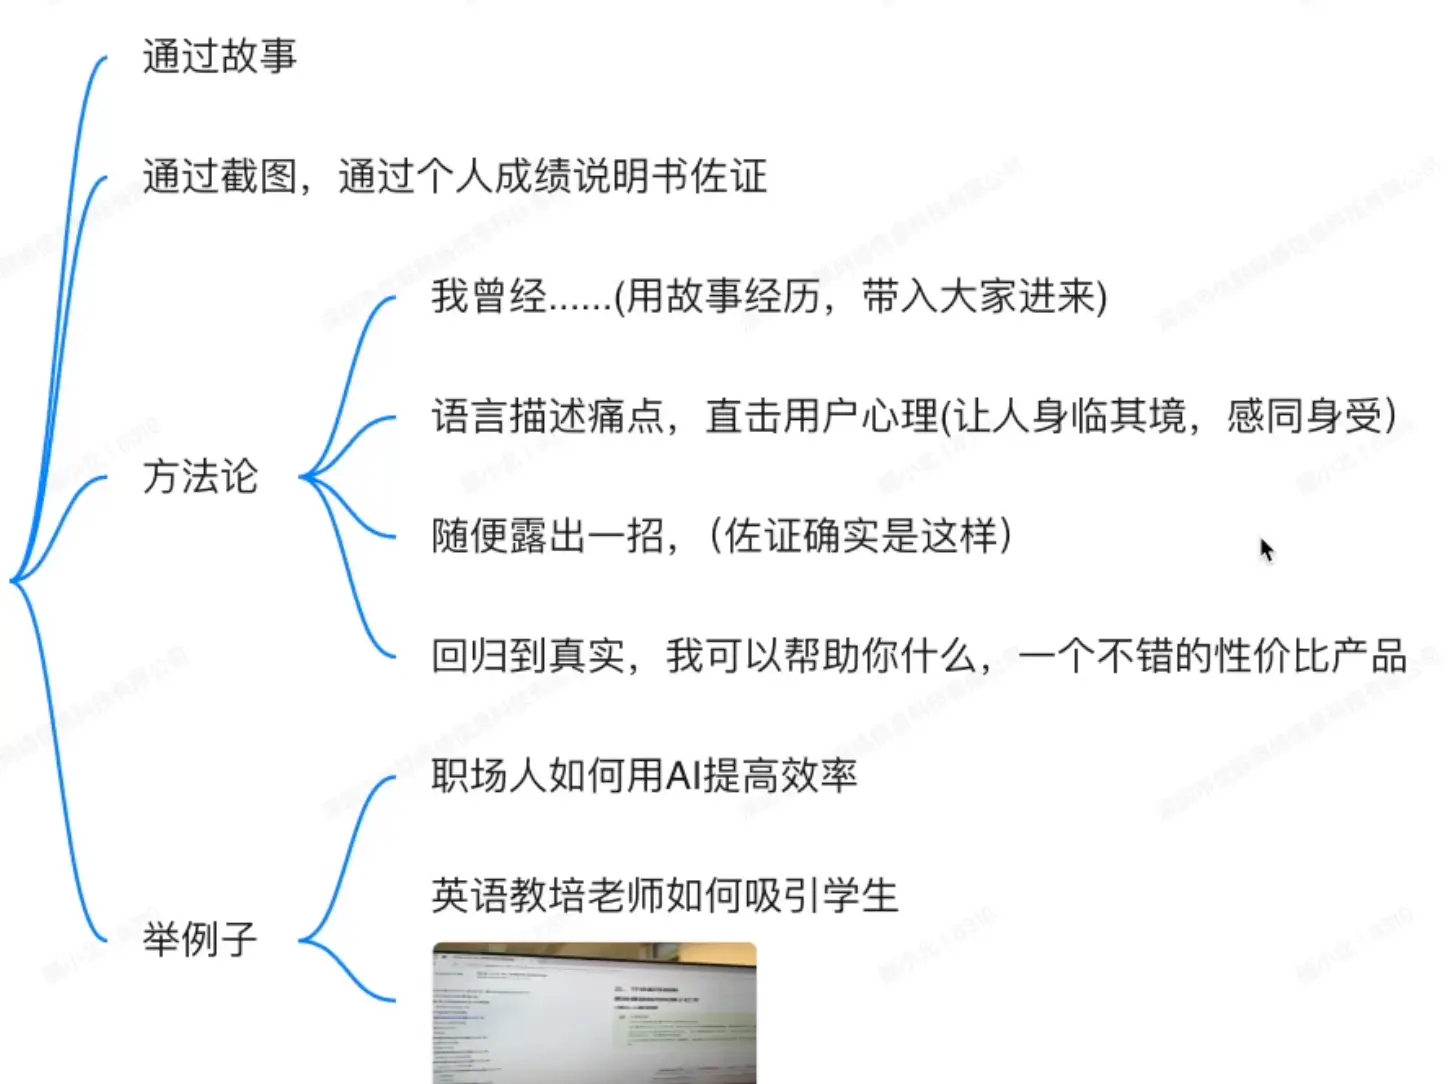 通过故事
通过截图，通过个人成绩说明书佐证
我曾经......(用故事经历，带入大家进来)
语言描述痛点，直击用户心理(让人身临其境，感同身受）
方法论
随便露出一招，（佐证确实是这样）
回归到真实，我可以帮助你什么，一个不错的性价比产品
职场人如何用AI提高效率
英语教培老师如何吸引学生
举例子